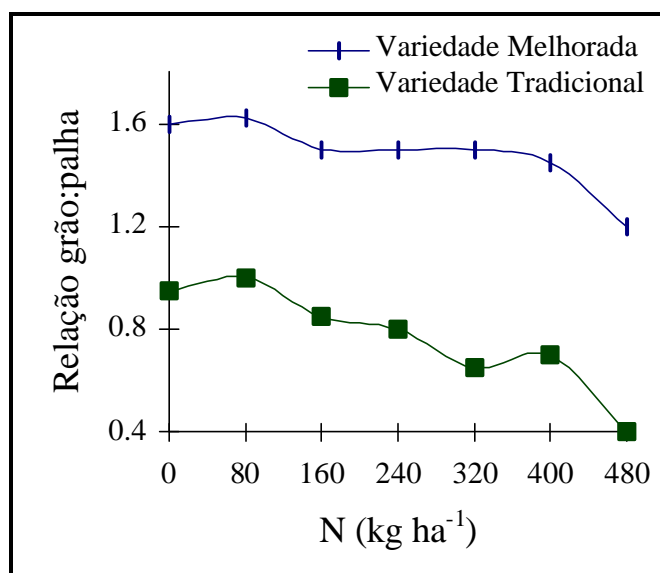 Variedade Melhorada
Variedade Tradicional
Relação grão:palha
1.6
1.2
0.8
0.4
0 80 160 240 320 400 480
N (kg ha⁻¹)